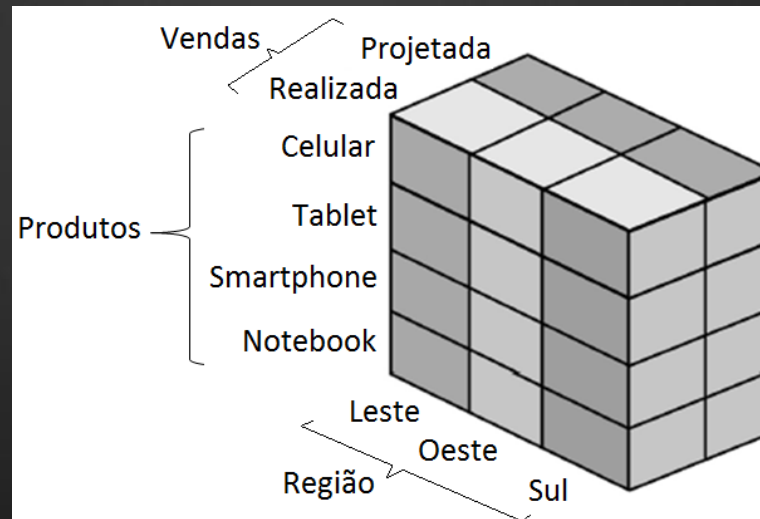 Vendas
Projetada
Realizada
Celular
Tablet
Produtos
Smartphone
Notebook
Leste
Oeste
Região
Sul